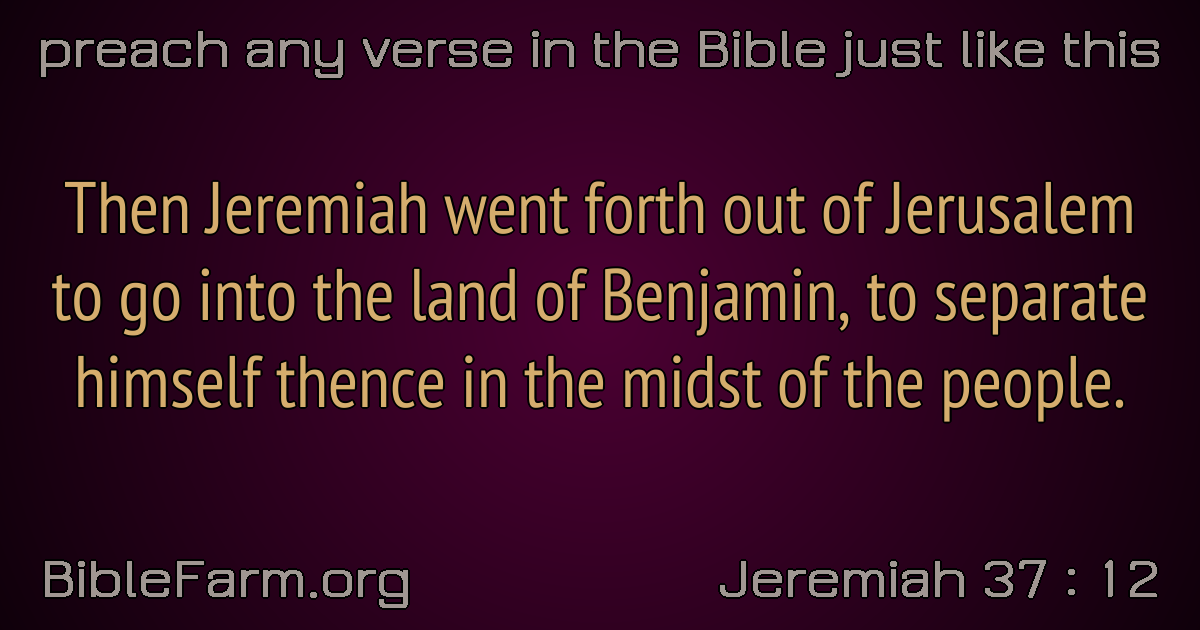 preach any verse in the Bible just like this
Then Jeremiah went forth out of Jerusalem
to go into the land of Benjamin, to separate
himself thence in the midst of the people.
BibleFarm.org
Jeremiah 37 : 12